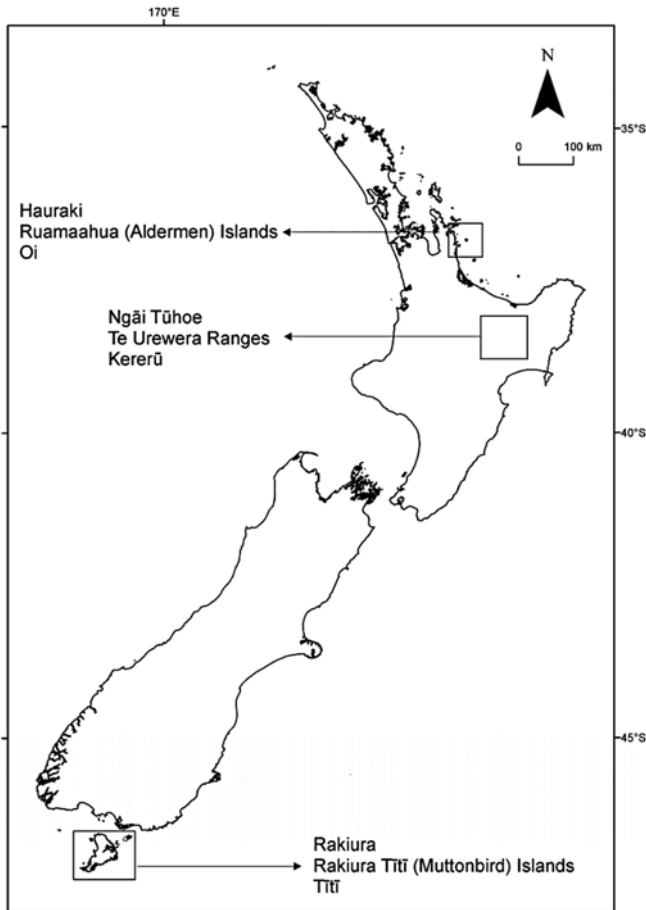 170°E
N
0 100 km
35°S
Hauraki
Ruamaahua (Aldermen) Islands
Oi
Ngāi Tūhoe
Te Urewera Ranges
Kererū
40°S
45°S
Rakiura
Rakiura Tītī (Muttonbird) Islands
Tītī